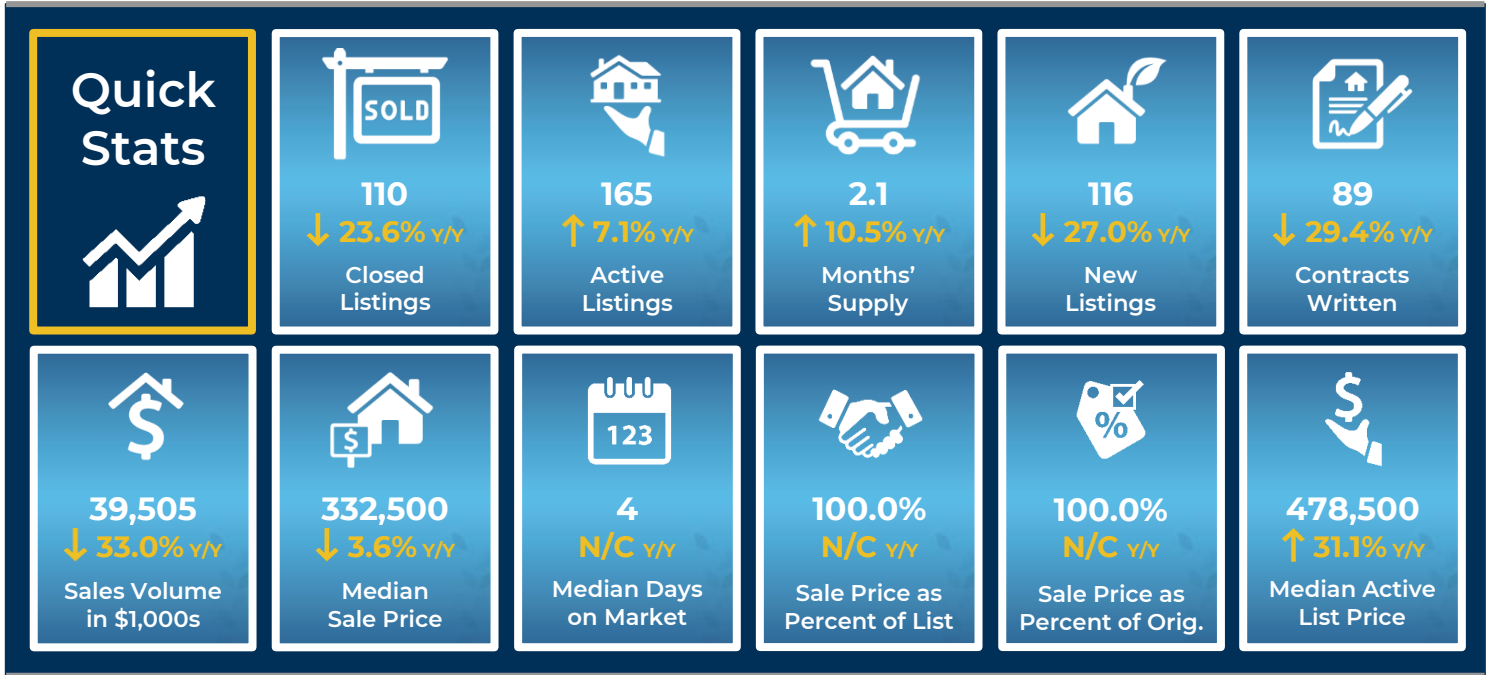 Quick
Stats
SOLD
110
↓ 23.6% Y/Y
Closed
Listings
165
↑ 7.1% Y/Y
Active
Listings
2.1
↑ 10.5% Y/Y
Months’
Supply
116
↓ 27.0% Y/Y
New
Listings
89
↓ 29.4% Y/Y
Contracts
Written
$
39,505
↓ 33.0% Y/Y
Sales Volume
in $1,000s
$
332,500
↓ 3.6% Y/Y
Median
Sale Price
123
4
N/C Y/Y
Median Days
on Market
100.0%
N/C Y/Y
Sale Price as
Percent of List
%
100.0%
N/C Y/Y
Sale Price as
Percent of Orig.
$
478,500
↑ 31.1% Y/Y
Median Active
List Price